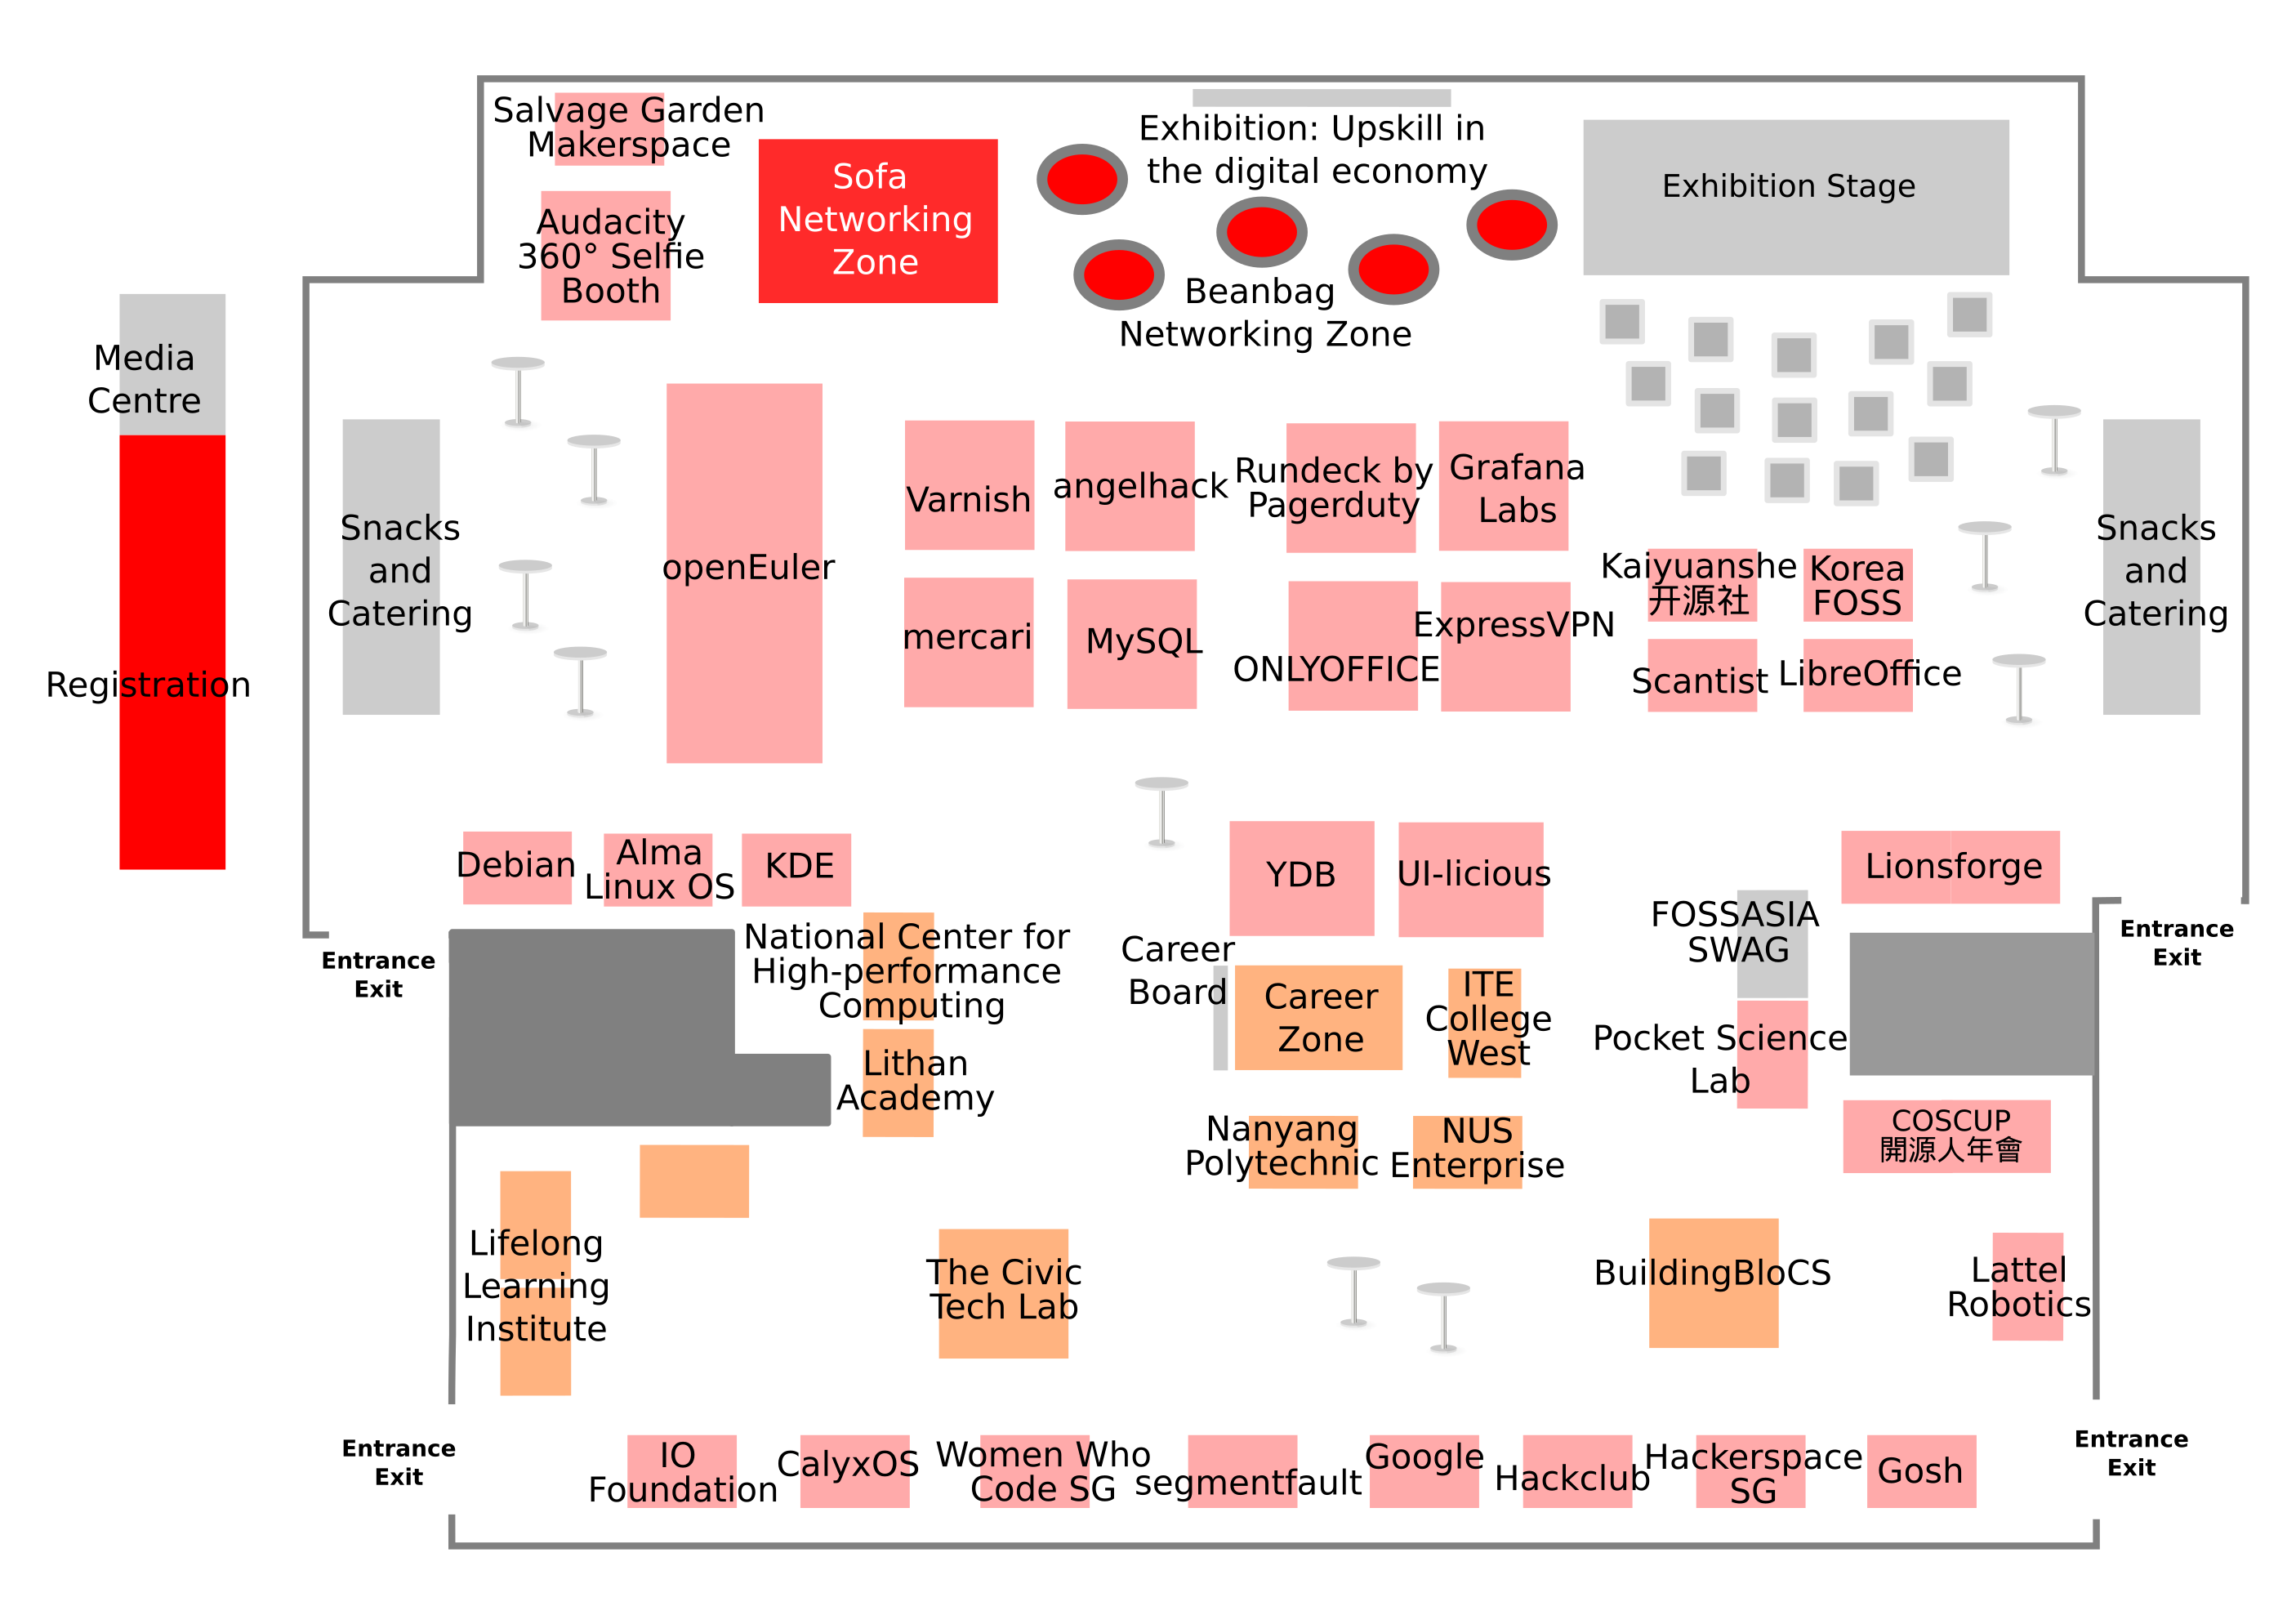 Salvage Garden
Makerspace
Audacity
360° Selfie
Booth
Sofa
Networking
Zone
Exhibition: Upskill in
the digital economy
Beanbag
Networking Zone
Exhibition Stage
Media
Centre
Registration
Snacks
and
Catering
openEuler
Varnish
angelhack
Rundeck by
Pagerduty
Grafana
Labs
mercari
MySQL
ONLYOFFICE
ExpressVPN
Kaiyuanshe
开源社
Korea
FOSS
Scantist
LibreOffice
Snacks
and
Catering
Debian
Alma
Linux OS
KDE
YDB
UI-licious
Lionsforge
Entrance
Exit
National Center for
High-performance
Computing
Lithan
Academy
Career
Board
Career
Zone
ITE
College
West
FOSSASIA
SWAG
Pocket Science
Lab
Entrance
Exit
Nanyang
Polytechnic
NUS
Enterprise
COSCUP
開源人年會
Lifelong
Learning
Institute
The Civic
Tech Lab
BuildingBloCS
Lattel
Robotics
Entrance
Exit
IO
Foundation
CalyxOS
Women Who
Code SG
segmentfault
Google
Hackclub
Hackerspace
SG
Gosh
Entrance
Exit